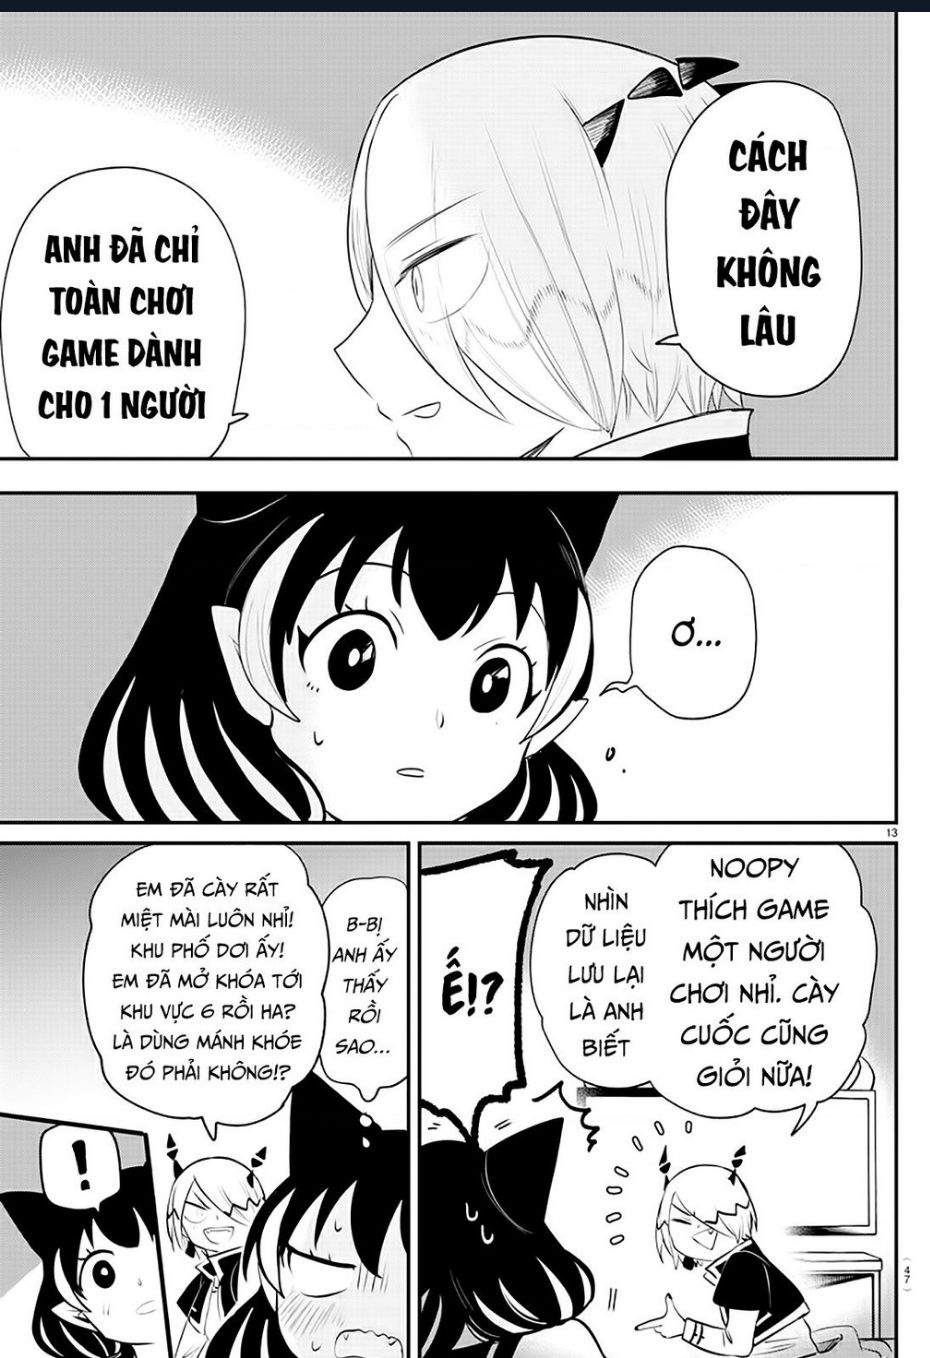 CÁCH
ĐÂY
KHÔNG
LÂU
ANH ĐÃ CHỈ
TOÀN CHƠI
GAME DÀNH
CHO 1 NGƯỜI
Ơ...
13
NOOPY
THÍCH GAME
MỘT NGƯỜI
CHƠI NHỈ. CÀY
CUỐC CŨNG
GIỎI NỮA!
NHÌN
DỮ LIỆU
LƯU LẠI
LÀ ANH
BIẾT
Ế!?
B-BỊ
ANH ẤY
THẤY
RỒI
SAO...
EM ĐÃ CÀY RẤT
MIỆT MÀI LUÔN NHỈ!
KHU PHỐ DƠI ẤY!
EM ĐÃ MỞ KHÓA TỚI
KHU VỰC 6 RỒI HA?
LÀ DÙNG MÁNH KHÓE
ĐÓ PHẢI KHÔNG!?
!
47